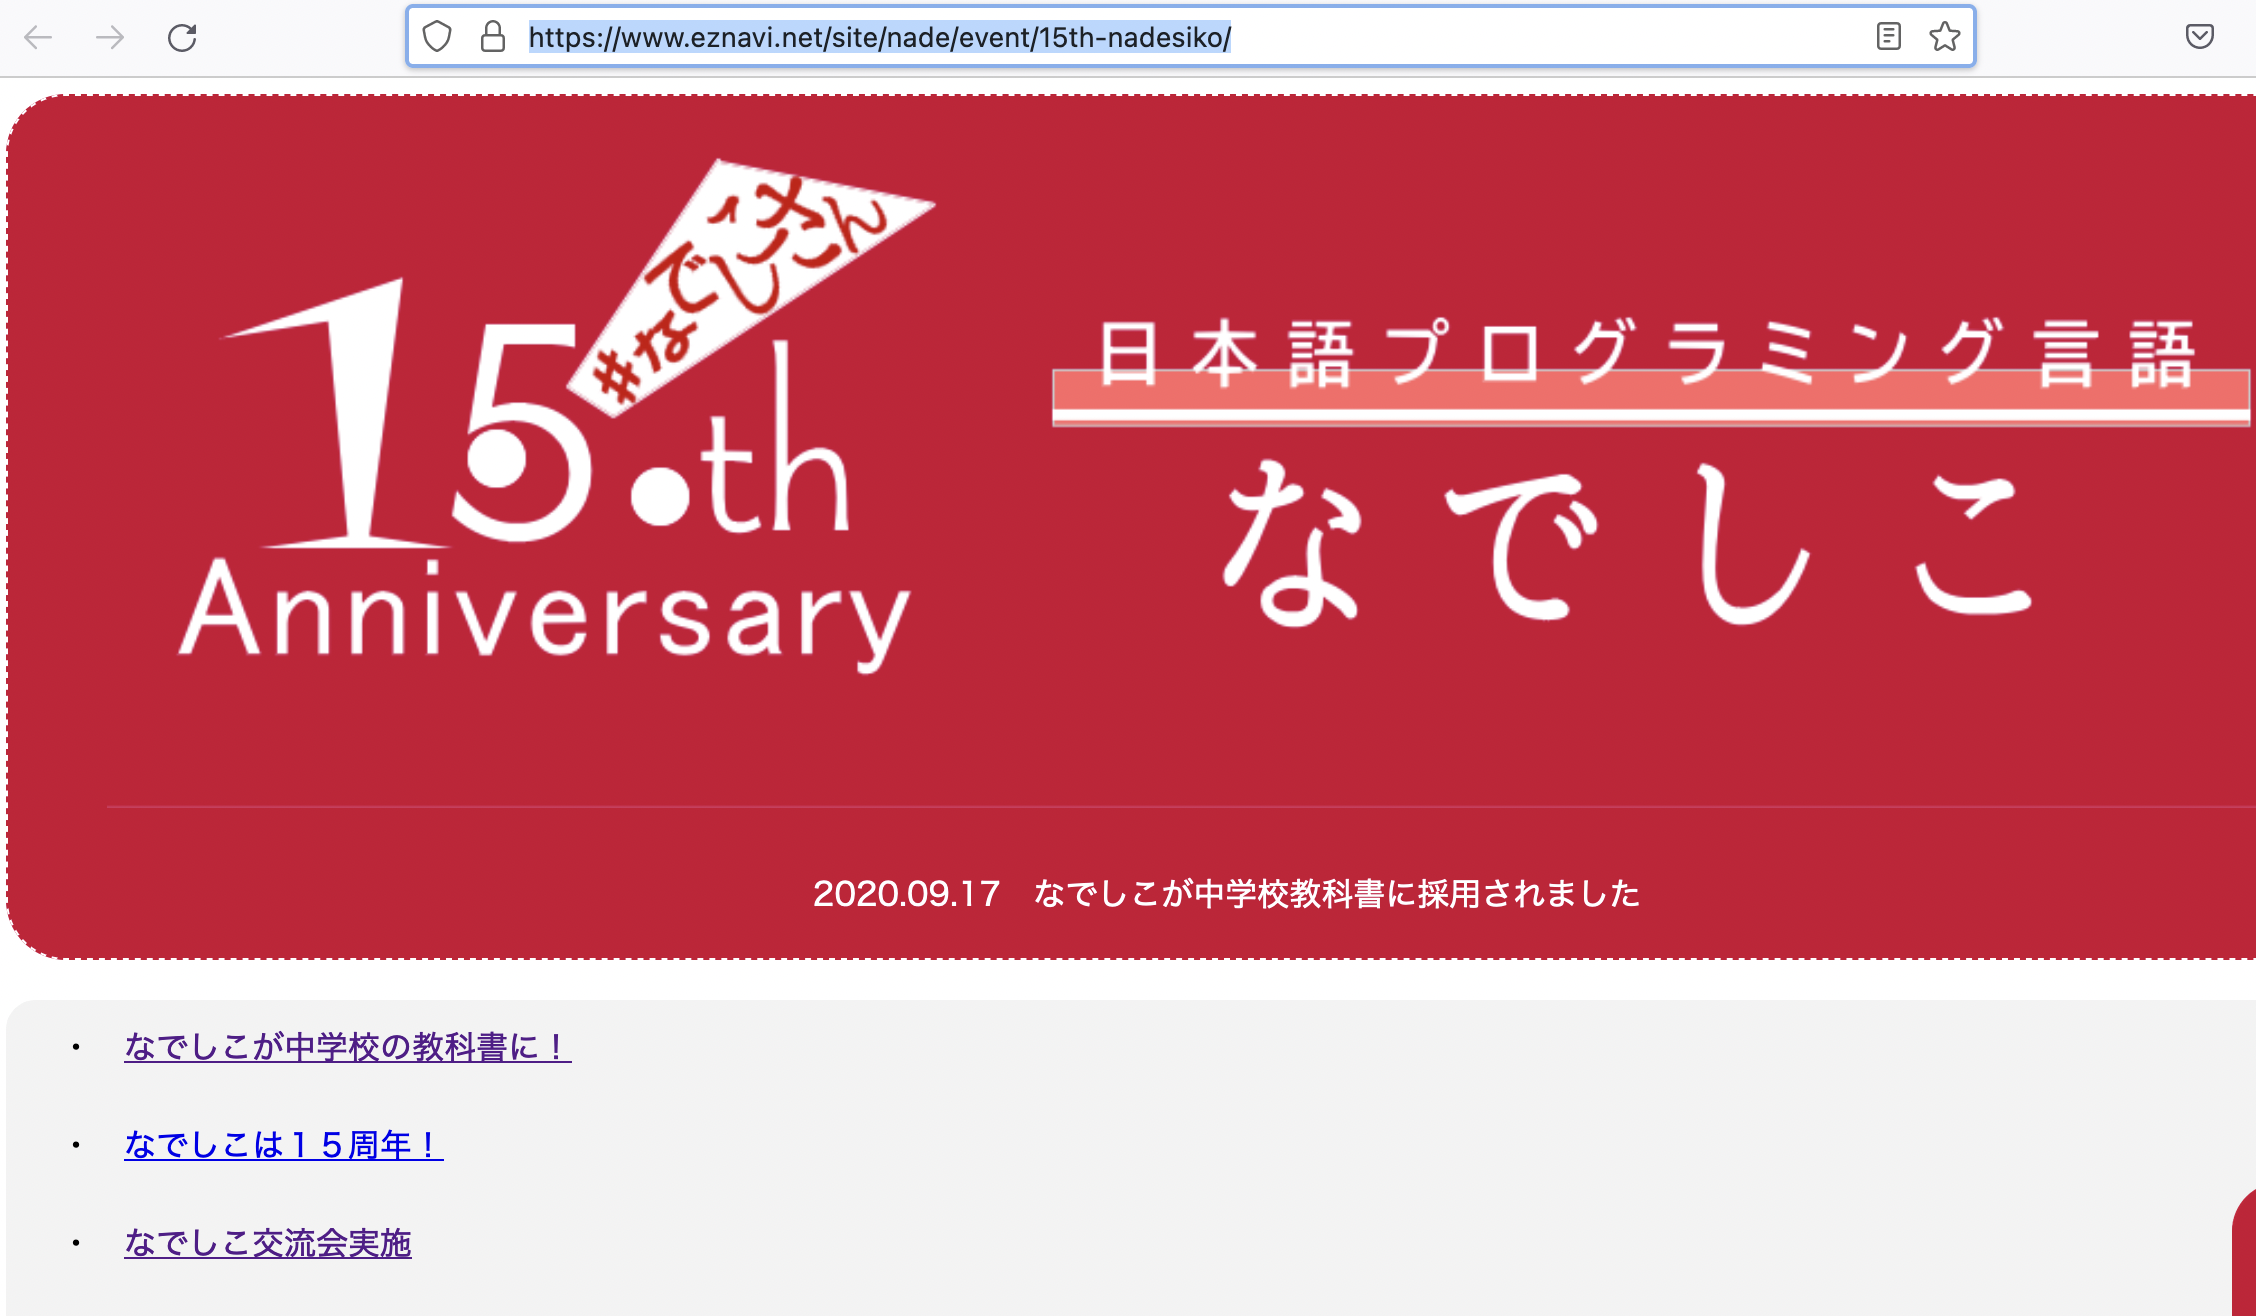 https://www.eznavi.net/site/nade/event/15th-nadesiko/
#なでしこけん
15.th
Anniversary
日本語プログラミング言語
なでしこ
2020.09.17　なでしこが中学校教科書に採用されました
・ なでしこが中学校の教科書に！
・ なでしこは１５周年！
・ なでしこ交流会実施